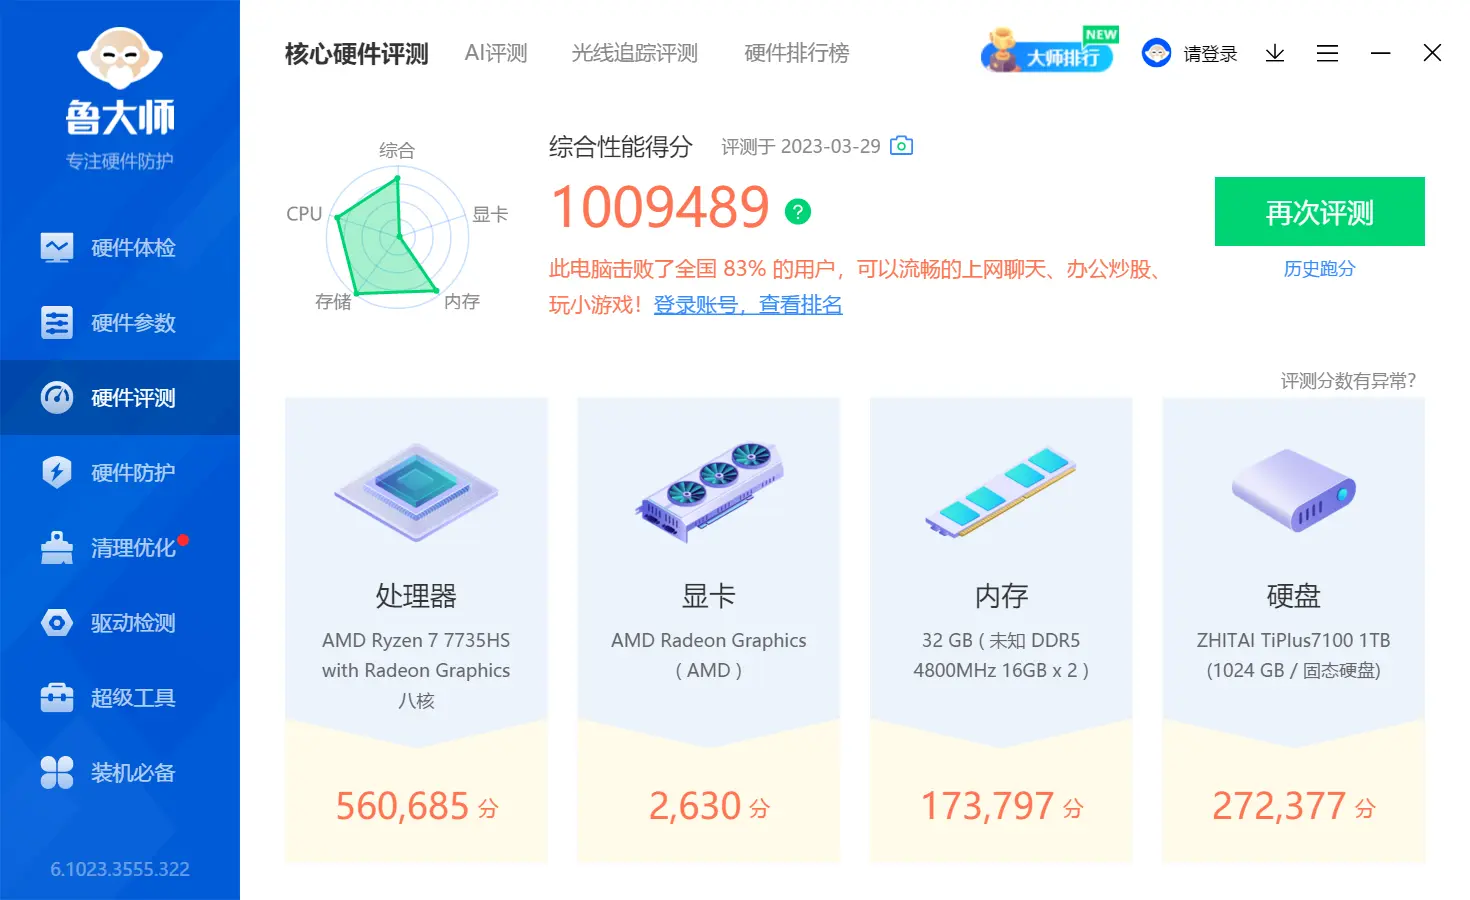 鲁大师
专注硬件防护
硬件体检
硬件参数
硬件评测
硬件防护
清理优化
驱动检测
超级工具
装机必备
6.1023.3555.322
核心硬件评测 AI评测 光线追踪评测 硬件排行榜
大师排行 NEW 请登录
综合
CPU 显卡
存储 内存
综合性能得分 评测于 2023-03-29
1009489 ?
此电脑击败了全国 83% 的用户，可以流畅的上网聊天、办公炒股、
玩小游戏！登录账号，查看排名
再次评测
历史跑分
评测分数有异常?
处理器
AMD Ryzen 7 7735HS
with Radeon Graphics
八核
560,685 分
显卡
AMD Radeon Graphics
( AMD )
2,630 分
内存
32 GB ( 未知 DDR5
4800MHz 16GB x 2 )
173,797 分
硬盘
ZHITAI TiPlus7100 1TB
(1024 GB / 固态硬盘)
272,377 分